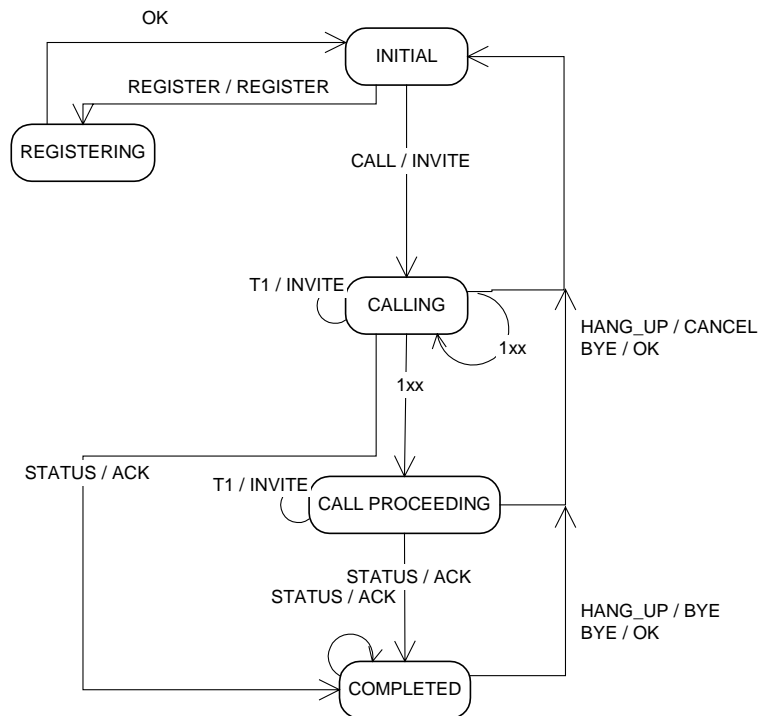 OK
INITIAL
REGISTER / REGISTER
REGISTERING
CALL / INVITE
T1 / INVITE
CALLING
1xx
HANG_UP / CANCEL
BYE / OK
1xx
STATUS / ACK
T1 / INVITE
CALL PROCEEDING
STATUS / ACK
STATUS / ACK
HANG_UP / BYE
BYE / OK
COMPLETED